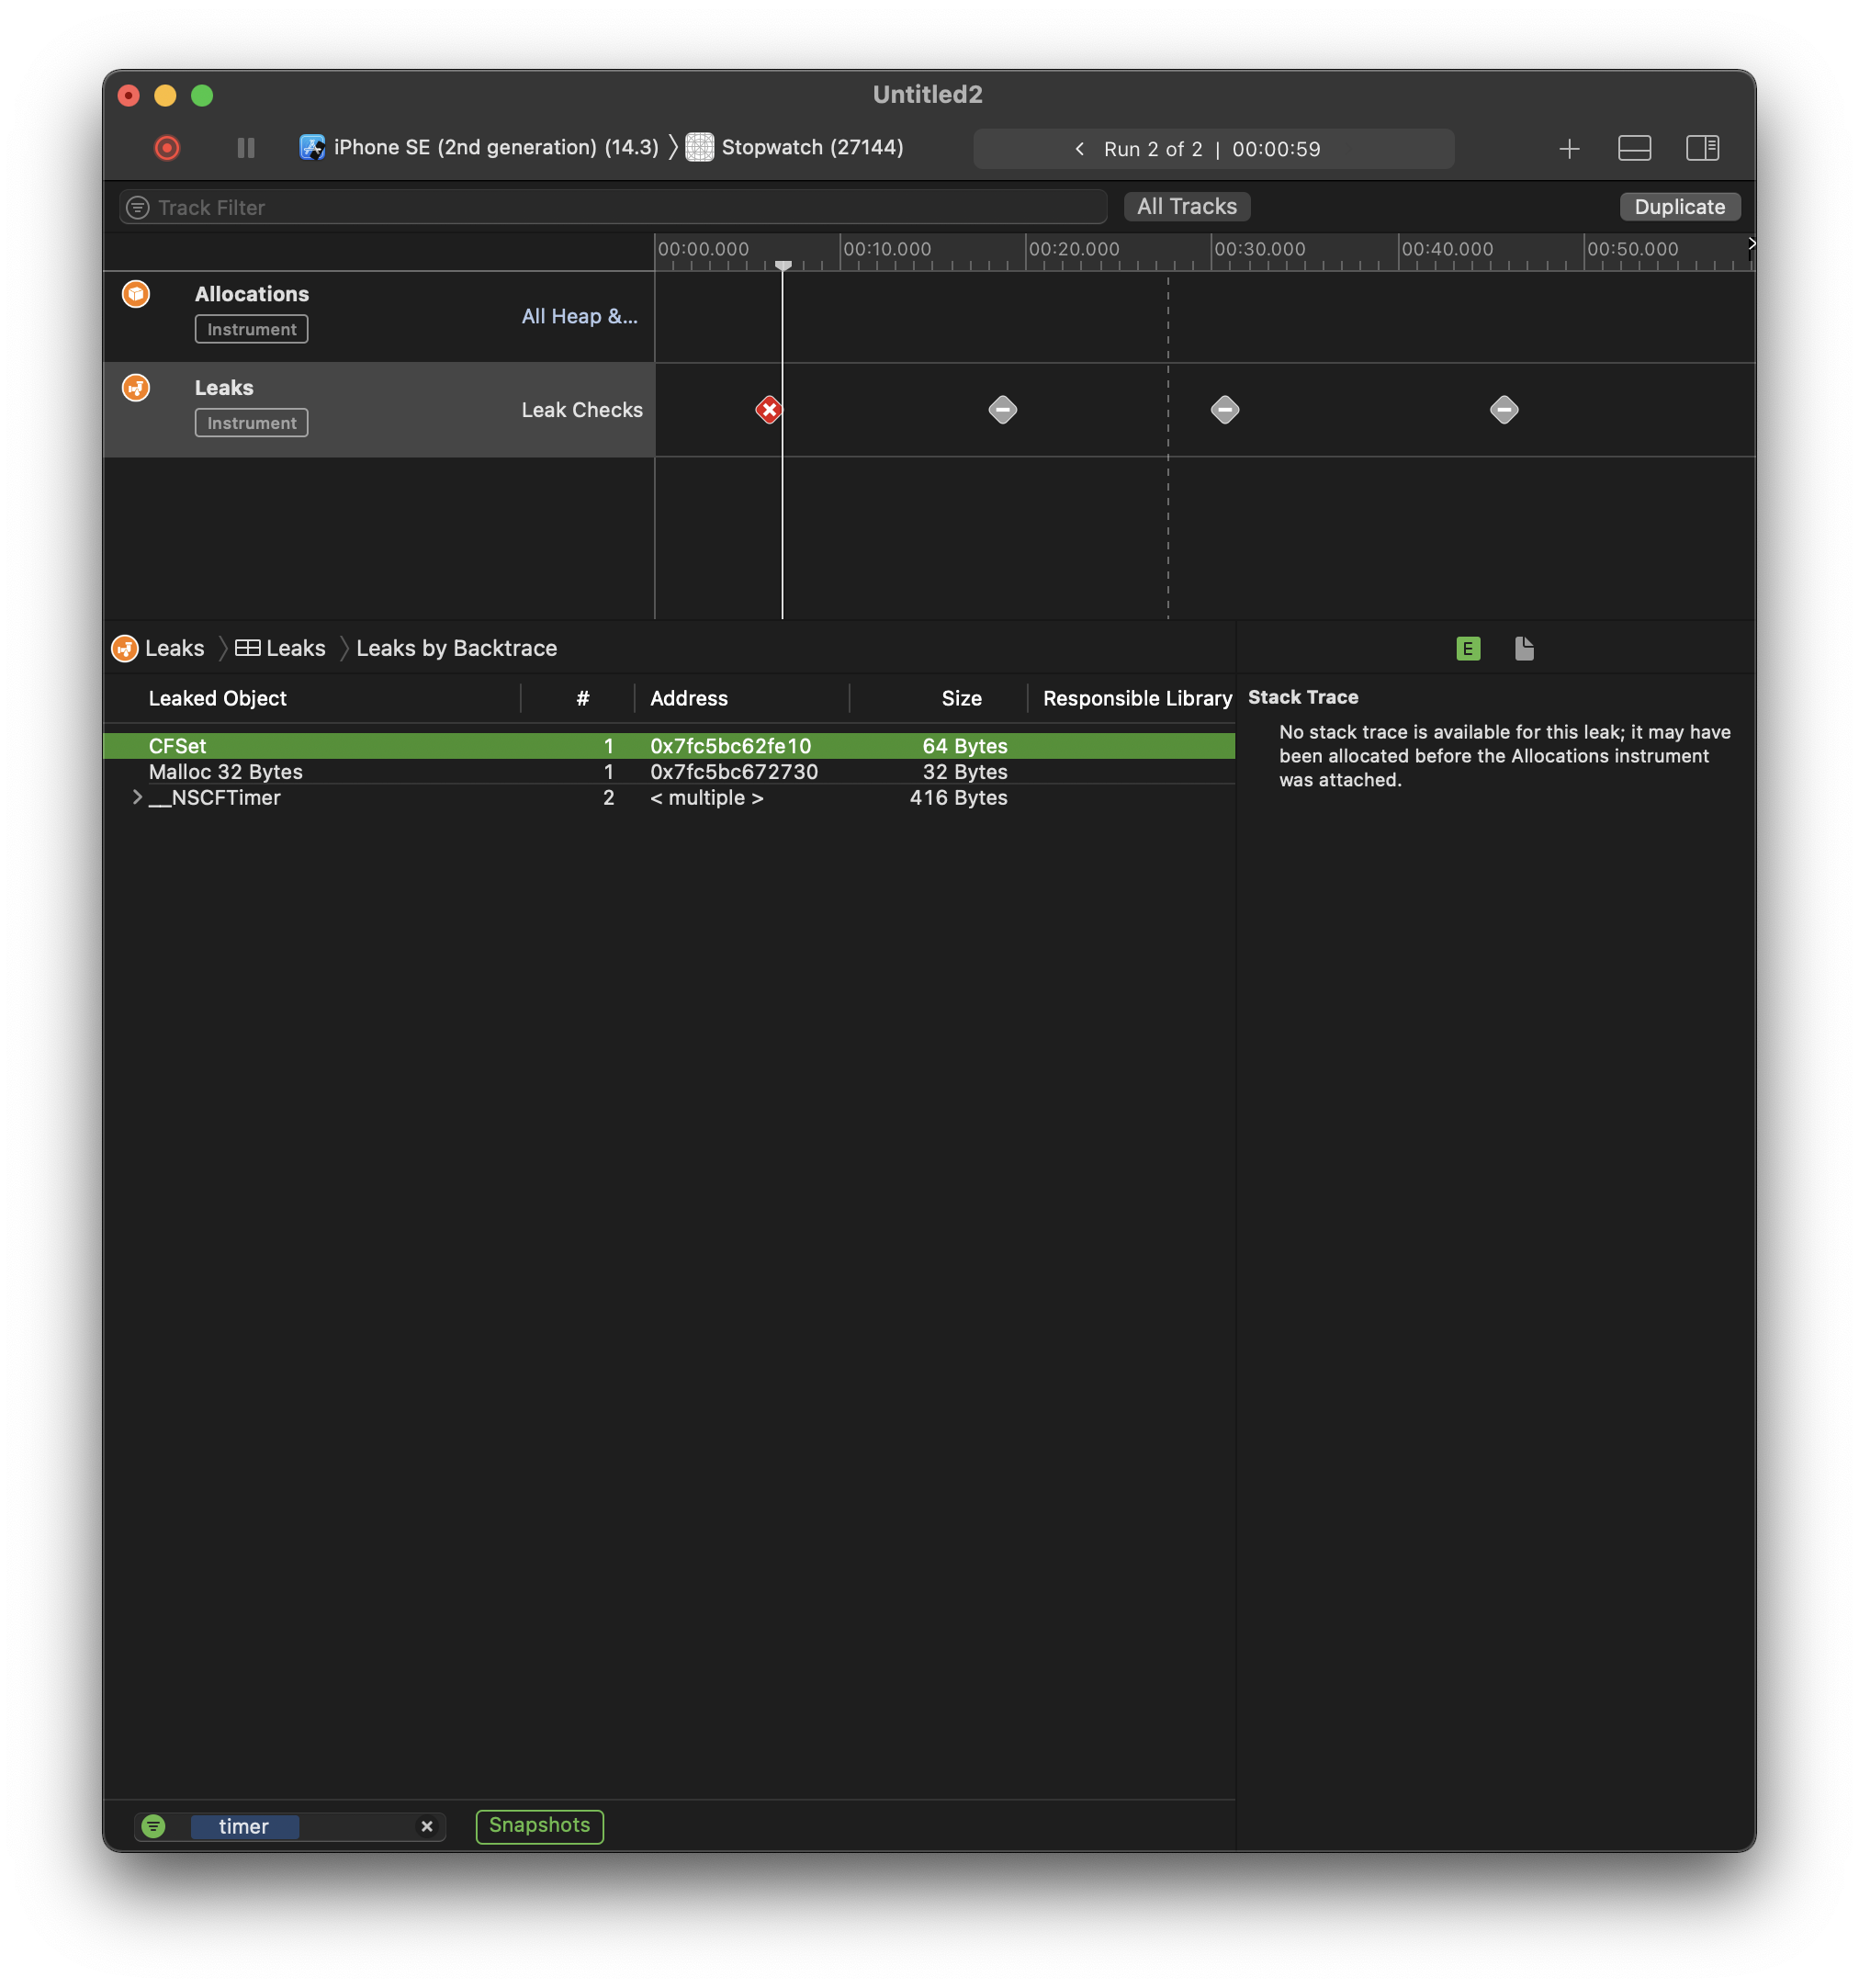 Untitled2
iPhone SE (2nd generation) (14.3) Stopwatch (27144)
Run 2 of 2 | 00:00:59
Track Filter
All Tracks
Duplicate
00:00.000 00:10.000 00:20.000 00:30.000 00:40.000 00:50.000
Allocations
Instrument
All Heap &...
Leaks
Instrument
Leak Checks
Leaks Leaks Leaks by Backtrace
E
Leaked Object # Address Size Responsible Library
CFSet 1 0x7fc5bc62fe10 64 Bytes
Malloc 32 Bytes 1 0x7fc5bc672730 32 Bytes
__NSCFTimer 2 < multiple > 416 Bytes
Stack Trace
No stack trace is available for this leak; it may have
been allocated before the Allocations instrument
was attached.
timer
Snapshots